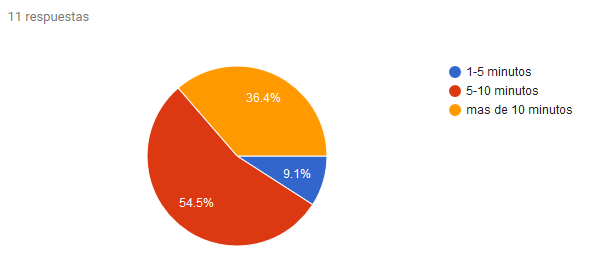 11 respuestas
1-5 minutos
5-10 minutos
mas de 10 minutos
36.4%
9.1%
54.5%